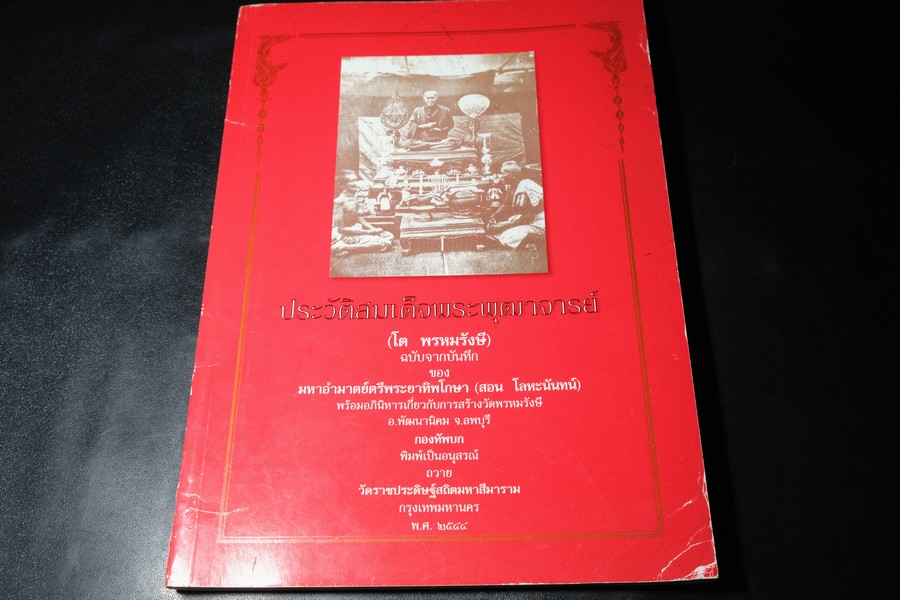 ประวัติสมเด็จพระพุฒาจารย์
(โต พรหมรังษี)
ฉบับจากบันทึก
ของ
มหาอำมาตย์ตรีพระยาทิพโกษา (สอน โลหะนันทน์)
พร้อมอภินิหารเกี่ยวกับการสร้างวัดพรหมรังษี
อ.พัฒนานิคม จ.ลพบุรี
กองทัพบก
พิมพ์เป็นอนุสรณ์
ถวาย
วัดราชประดิษฐ์สถิตมหาสีมาราม
กรุงเทพมหานคร
พ.ศ. ๒๕๔๔